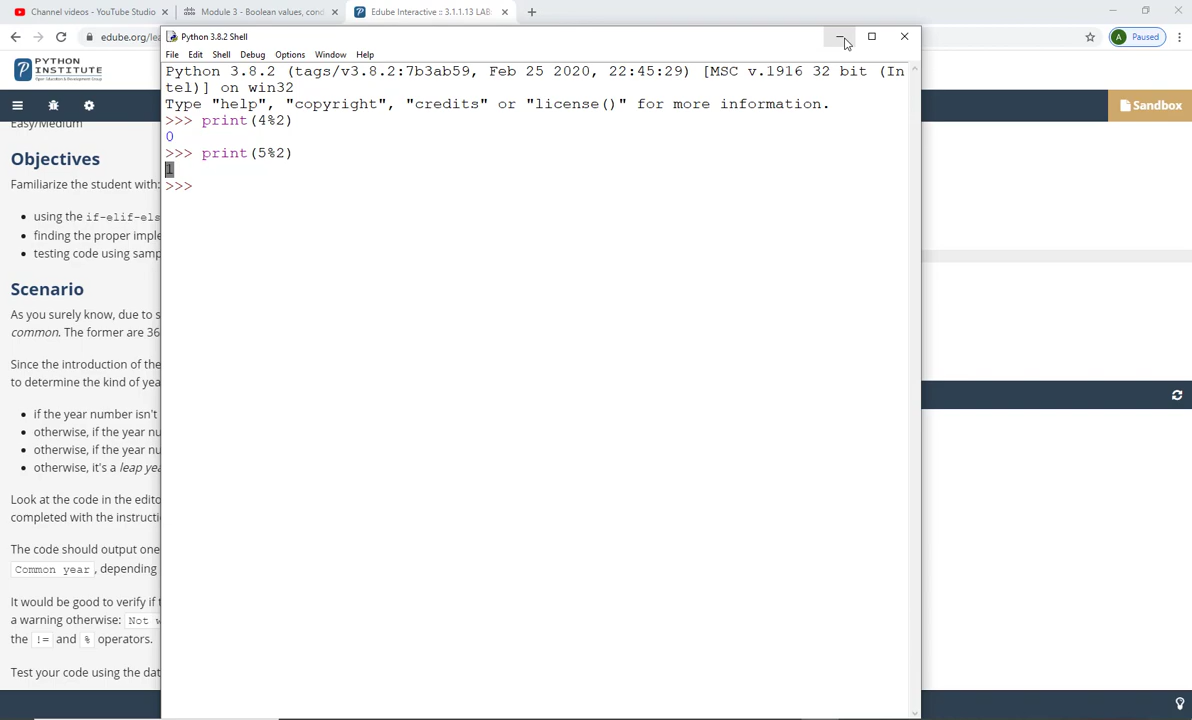 Channel videos - YouTube Studio
Module 3 - Boolean values, cond
Edube Interactive :: 3.1.1.13 LAB:
edube.org/lea
A Paused
Python 3.8.2 Shell
File Edit Shell Debug Options Window Help
Python 3.8.2 (tags/v3.8.2:7b3ab59, Feb 25 2020, 22:45:29) [MSC v.1916 32 bit (In
tel)] on win32
Type "help", "copyright", "credits" or "license()" for more information.
>>> print(4%2)
0
>>> print(5%2)
1
>>>
PYTHON
INSTITUTE
Sandbox
Easy/Medium
Objectives
Familiarize the student with:
using the if-elif-els
finding the proper imple
testing code using samp
Scenario
As you surely know, due to s
common. The former are 36
Since the introduction of the
to determine the kind of yea
if the year number isn't
otherwise, if the year nu
otherwise, if the year nu
otherwise, it's a leap yea
Look at the code in the edito
completed with the instructi
The code should output one
Common year , depending
It would be good to verify if t
a warning otherwise: Not w
the != and % operators.
Test your code using the dat